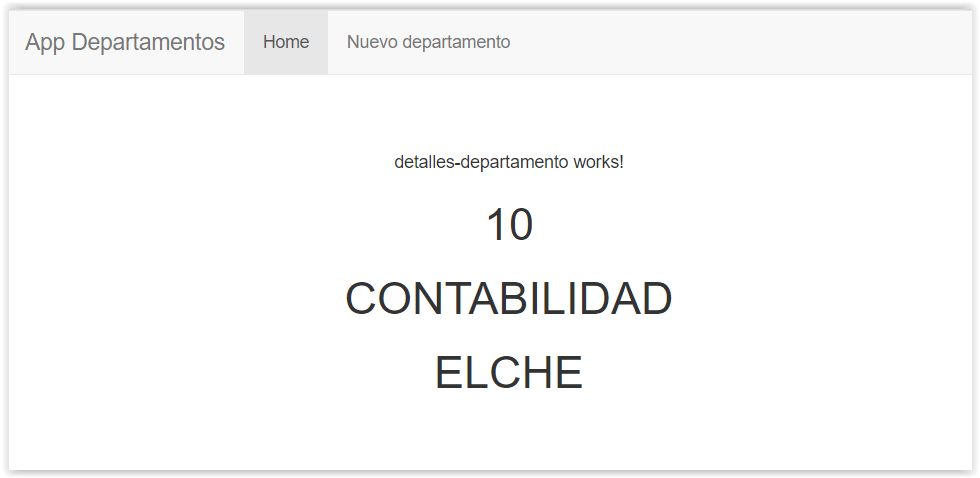 App Departamentos Home Nuevo departamento
detalles-departamento works!
10
CONTABILIDAD
ELCHE